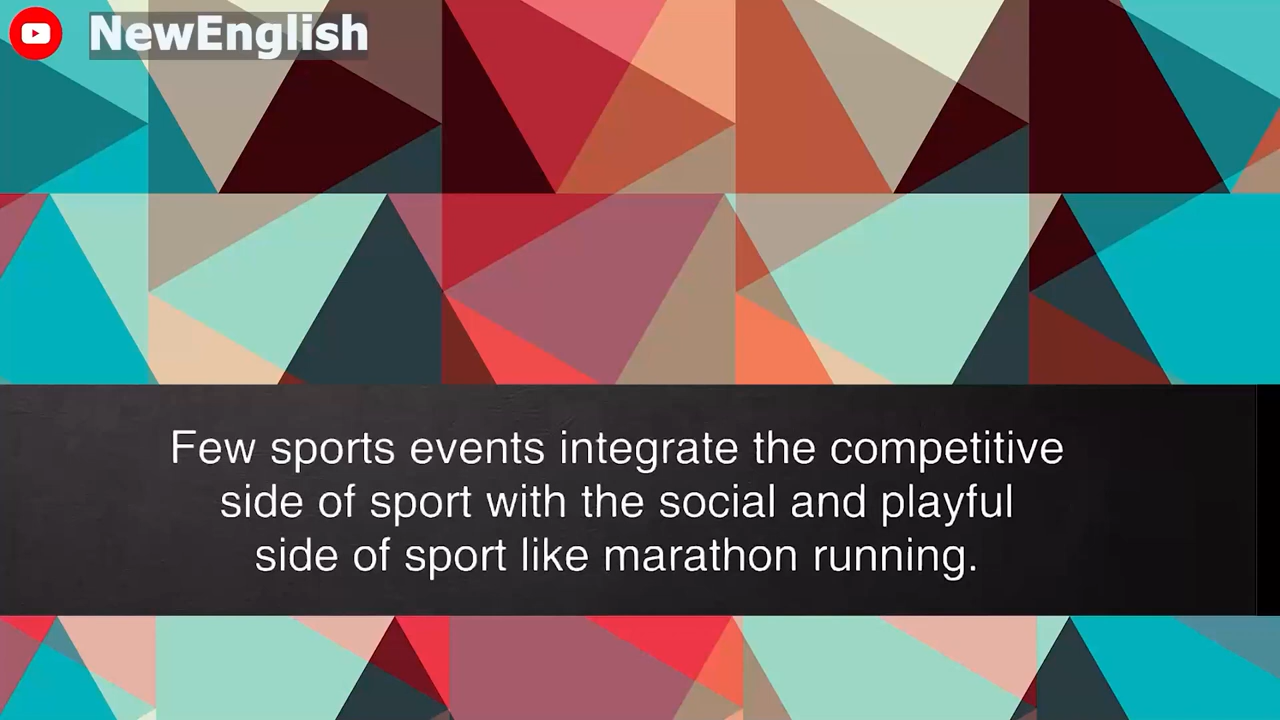 NewEnglish
Few sports events integrate the competitive
side of sport with the social and playful
side of sport like marathon running.